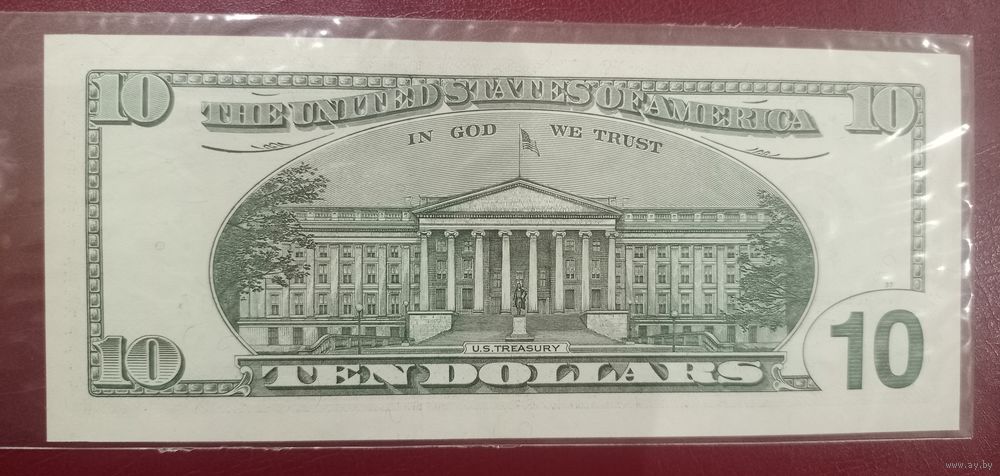 10 THE UNITED STATES OF AMERICA 10
IN GOD WE TRUST
U.S. TREASURY
10 TEN DOLLARS 10
www.ay.by